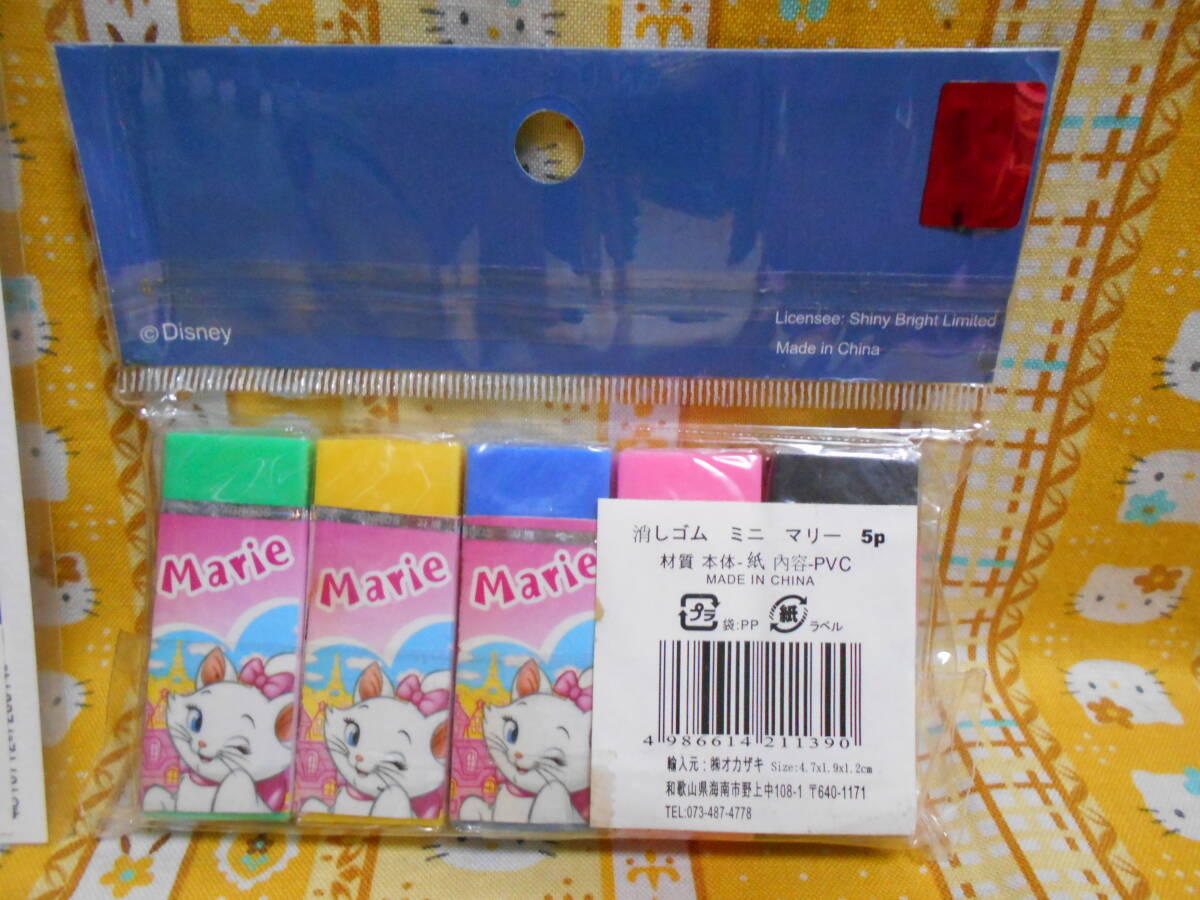 ©Disney
Licensee: Shiny Bright Limited
Made in China
Marie
Marie
Marie
消しゴム ミニ マリー 5p
材質 本体-紙 内容-PVC
MADE IN CHINA
プラ 袋:PP 紙 ラベル
4 986614 211390
輸入元:㈱オカザキ Size:4.7x1.9x1.2cm
和歌山県海南市野上中108-1 〒640-1171
TEL:073-487-4778